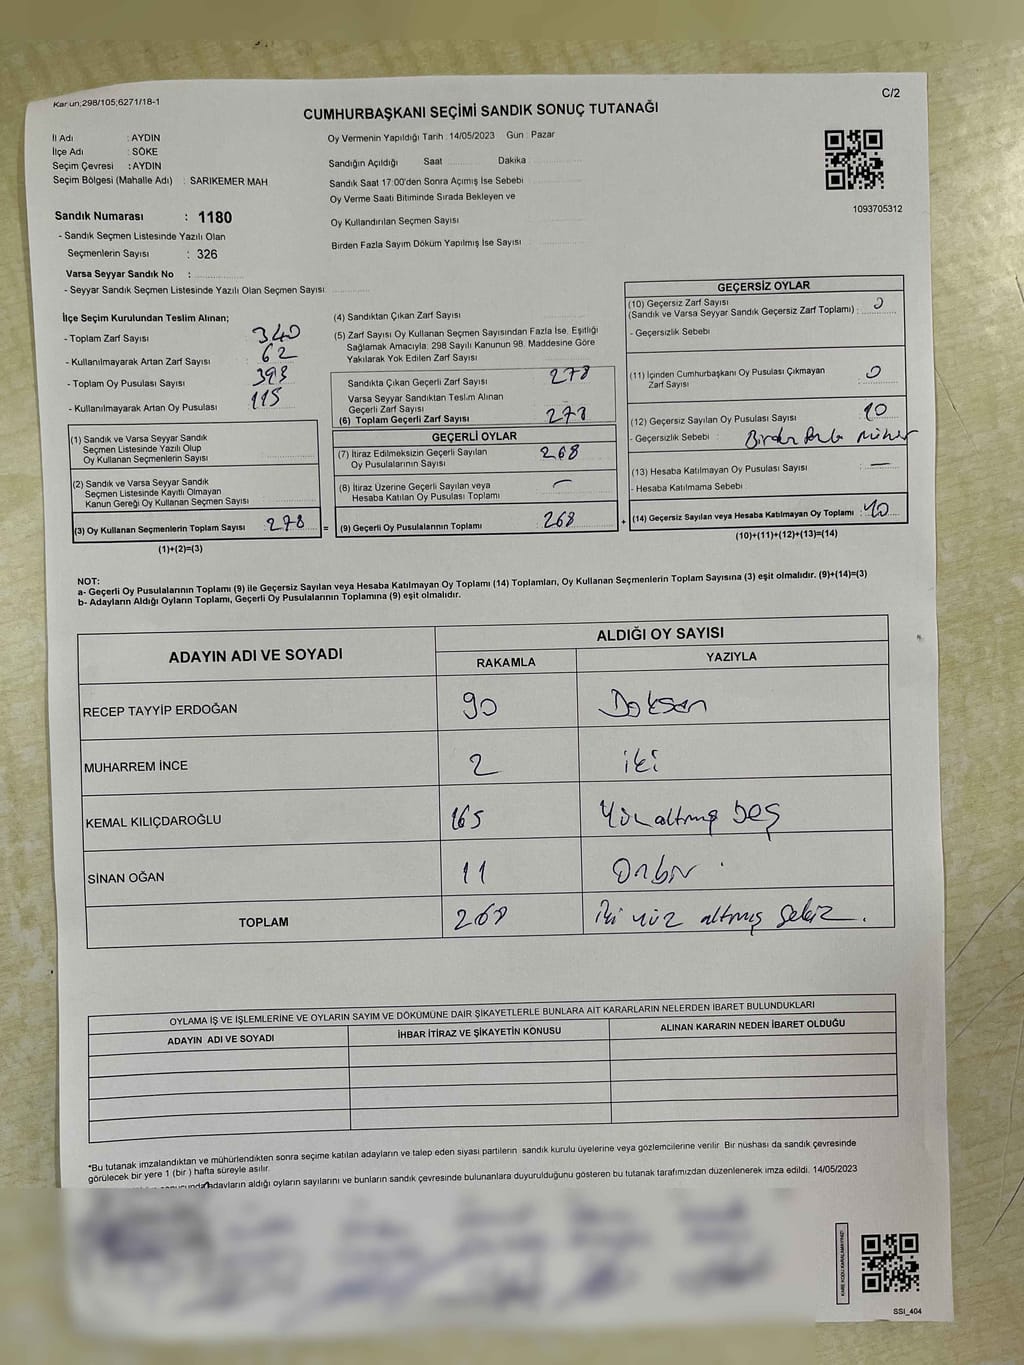 Kanun;298/105;6271/18-1
C/2
CUMHURBAŞKANI SEÇİMİ SANDIK SONUÇ TUTANAĞI
İl Adı : AYDIN
İlçe Adı : SÖKE
Seçim Çevresi : AYDIN
Seçim Bölgesi (Mahalle Adı) : SARIKEMER MAH
Oy Vermenin Yapıldığı Tarih : 14/05/2023 Gün : Pazar
Sandığın Açıldığı Saat Dakika
Sandık Saat 17:00'den Sonra Açımış İse Sebebi
Oy Verme Saati Bitiminde Sırada Bekleyen ve
Oy Kullandırılan Seçmen Sayısı
Birden Fazla Sayım Döküm Yapılmış İse Sayısı
1093705312
Sandık Numarası : 1180
- Sandık Seçmen Listesinde Yazılı Olan
Seçmenlerin Sayısı : 326
Varsa Seyyar Sandık No :
- Seyyar Sandık Seçmen Listesinde Yazılı Olan Seçmen Sayısı:
İlçe Seçim Kurulundan Teslim Alınan;
- Toplam Zarf Sayısı 340
- Kullanılmayarak Artan Zarf Sayısı 62
- Toplam Oy Pusulası Sayısı 393
- Kullanılmayarak Artan Oy Pusulası 115
(1) Sandık ve Varsa Seyyar Sandık
Seçmen Listesinde Yazılı Olup
Oy Kullanan Seçmenlerin Sayısı
(2) Sandık ve Varsa Seyyar Sandık
Seçmen Listesinde Kayıtlı Olmayan
Kanun Gereği Oy Kullanan Seçmen Sayısı
(3) Oy Kullanan Seçmenlerin Toplam Sayısı : 278 =
(1)+(2)=(3)
(4) Sandıktan Çıkan Zarf Sayısı
(5) Zarf Sayısı Oy Kullanan Seçmen Sayısından Fazla İse, Eşitliği
Sağlamak Amacıyla; 298 Sayılı Kanunun 98. Maddesine Göre
Yakılarak Yok Edilen Zarf Sayısı
Sandıkta Çıkan Geçerli Zarf Sayısı 278
Varsa Seyyar Sandıktan Teslim Alınan
Geçerli Zarf Sayısı
(6) Toplam Geçerli Zarf Sayısı 278
GEÇERLİ OYLAR
(7) İtiraz Edilmeksizin Geçerli Sayılan
Oy Pusulalarının Sayısı 268
(8) İtiraz Üzerine Geçerli Sayılan veya
Hesaba Katılan Oy Pusulası Toplamı —
(9) Geçerli Oy Pusulalarının Toplamı 268 +
GEÇERSİZ OYLAR
(10) Geçersiz Zarf Sayısı
(Sandık ve Varsa Seyyar Sandık Geçersiz Zarf Toplamı) : 0
- Geçersizlik Sebebi
(11) İçinden Cumhurbaşkanı Oy Pusulası Çıkmayan
Zarf Sayısı 0
(12) Geçersiz Sayılan Oy Pusulası Sayısı 10
- Geçersizlik Sebebi : Birden fazla mühür
(13) Hesaba Katılmayan Oy Pusulası Sayısı —
- Hesaba Katılmama Sebebi
(14) Geçersiz Sayılan veya Hesaba Katılmayan Oy Toplamı : 10
(10)+(11)+(12)+(13)=(14)
NOT:
a- Geçerli Oy Pusulalarının Toplamı (9) ile Geçersiz Sayılan veya Hesaba Katılmayan Oy Toplamı (14) Toplamları, Oy Kullanan Seçmenlerin Toplam Sayısına (3) eşit olmalıdır. (9)+(14)=(3)
b- Adayların Aldığı Oyların Toplamı, Geçerli Oy Pusulalarının Toplamına (9) eşit olmalıdır.
ADAYIN ADI VE SOYADI
ALDIĞI OY SAYISI
RAKAMLA YAZIYLA
RECEP TAYYİP ERDOĞAN 90 Doksan
MUHARREM İNCE 2 iki
KEMAL KILIÇDAROĞLU 165 Yüzaltmış beş
SİNAN OĞAN 11 Onbir
TOPLAM 268 iki yüz altmış sekiz.
OYLAMA İŞ VE İŞLEMLERİNE VE OYLARIN SAYIM VE DÖKÜMÜNE DAİR ŞİKAYETLERLE BUNLARA AİT KARARLARIN NELERDEN İBARET BULUNDUKLARI
ADAYIN ADI VE SOYADI İHBAR İTİRAZ VE ŞİKAYETİN KONUSU ALINAN KARARIN NEDEN İBARET OLDUĞU
*Bu tutanak imzalandıktan ve mühürlendikten sonra seçime katılan adayların ve talep eden siyasi partilerin sandık kurulu üyelerine veya gözlemcilerine verilir. Bir nüshası da sandık çevresinde
görülecek bir yere 1 (bir ) hafta süreyle asılır.
adayların aldığı oyların sayılarını ve bunların sandık çevresinde bulunanlara duyurulduğunu gösteren bu tutanak tarafımızdan düzenlenerek imza edildi. 14/05/2023
KARE KODU KARALAMAYINIZ!
SSI_404